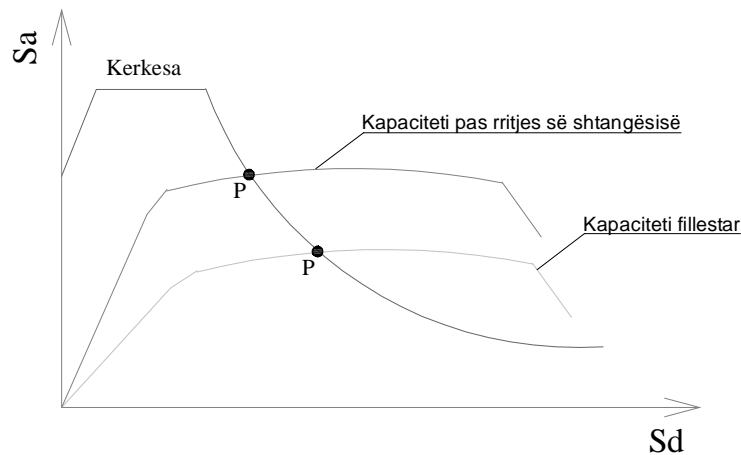 Sa
Kerkesa
Kapaciteti pas rritjes së shtangësisë
P
Kapaciteti fillestar
P
Sd